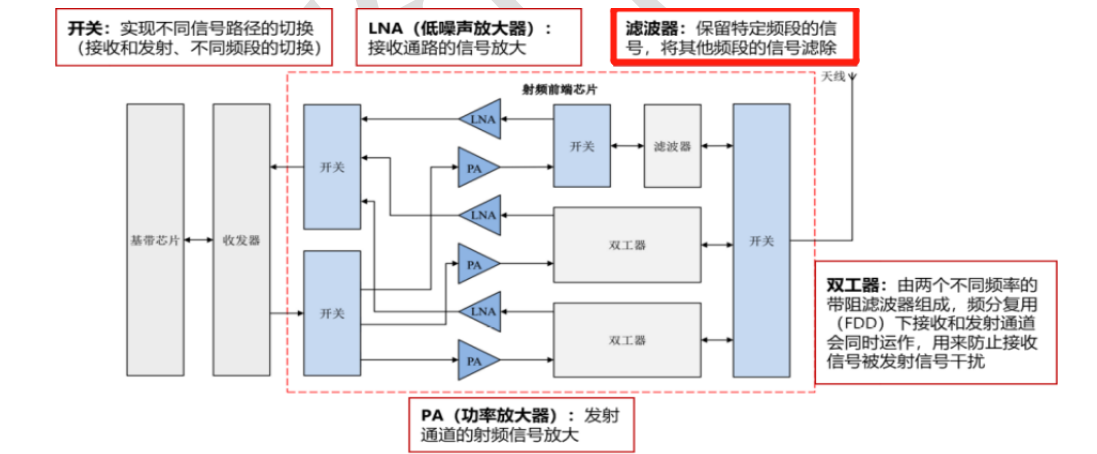 开关：实现不同信号路径的切换
（接收和发射、不同频段的切换）
LNA（低噪声放大器）：
接收通路的信号放大
滤波器：保留特定频段的信
号，将其他频段的信号滤除
天线
射频前端芯片
LNA
开关
滤波器
开关
PA
LNA
基带芯片
收发器
双工器
开关
PA
双工器：由两个不同频率的
带阻滤波器组成，频分复用
（FDD）下接收和发射通道
会同时运作，用来防止接收
信号被发射信号干扰
开关
LNA
双工器
PA
PA（功率放大器）：发射
通道的射频信号放大